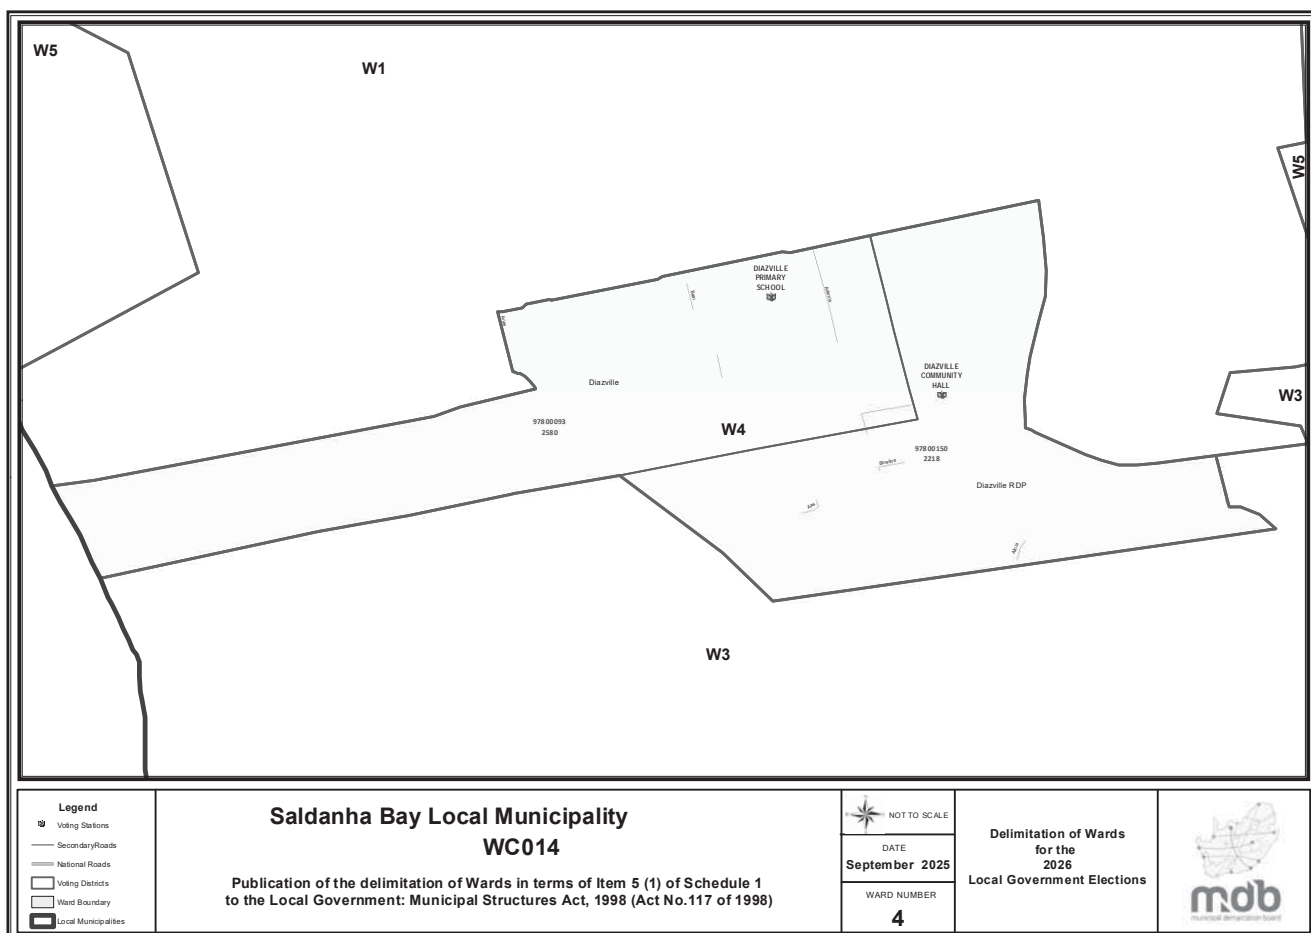 W5
W1
W5
DIAZVILLE
PRIMARY
SCHOOL
DIAZVILLE
COMMUNITY
HALL
Diazville
W3
97800093
2580
W4
97800150
2218
Diazville RDP
W3
Legend
Voting Stations
SecondaryRoads
National Roads
Voting Districts
Ward Boundary
Local Municipalities
Saldanha Bay Local Municipality
WC014
Publication of the delimitation of Wards in terms of Item 5 (1) of Schedule 1
to the Local Government: Municipal Structures Act, 1998 (Act No.117 of 1998)
NOT TO SCALE
DATE
September 2025
WARD NUMBER
4
Delimitation of Wards
for the
2026
Local Government Elections
mdb
municipal demarcation board